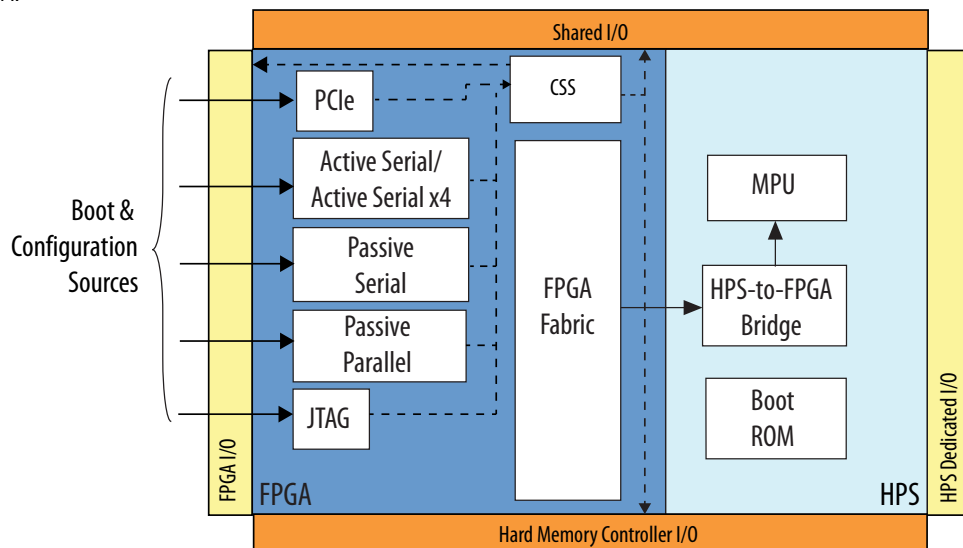 Shared I/O
CSS
PCIe
Active Serial/
Active Serial x4
MPU
Boot &
Configuration
Sources
Passive
Serial
FPGA
Fabric
HPS-to-FPGA
Bridge
Passive
Parallel
JTAG
Boot
ROM
FPGA I/O
FPGA
HPS
HPS Dedicated I/O
Hard Memory Controller I/O